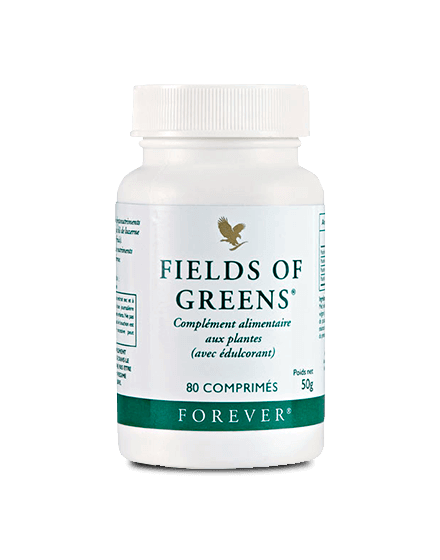 FIELDS OF
GREENS®
Complément alimentaire
aux plantes
(avec édulcorant)
80 COMPRIMÉS
Poids net
50g
FOREVER®